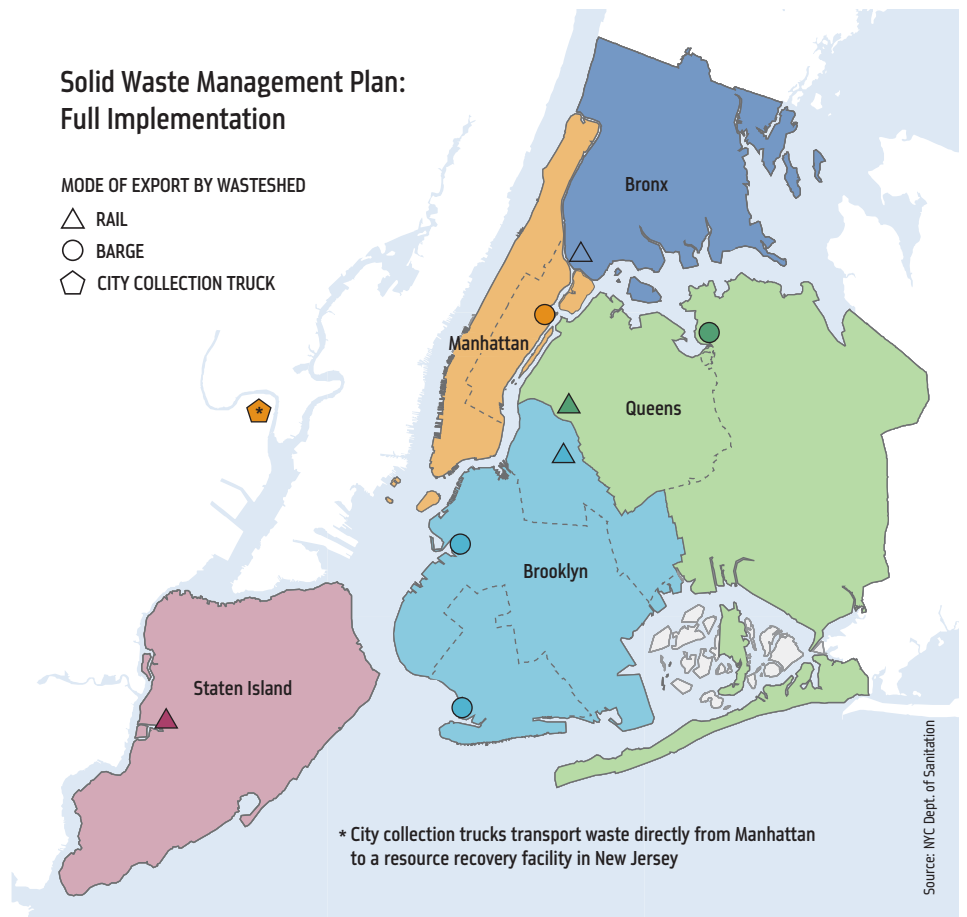 Solid Waste Management Plan:
Full Implementation
MODE OF EXPORT BY WASTESHED
RAIL
BARGE
CITY COLLECTION TRUCK
Bronx
Manhattan
*
Queens
Brooklyn
Staten Island
* City collection trucks transport waste directly from Manhattan
to a resource recovery facility in New Jersey
Source: NYC Dept. of Sanitation